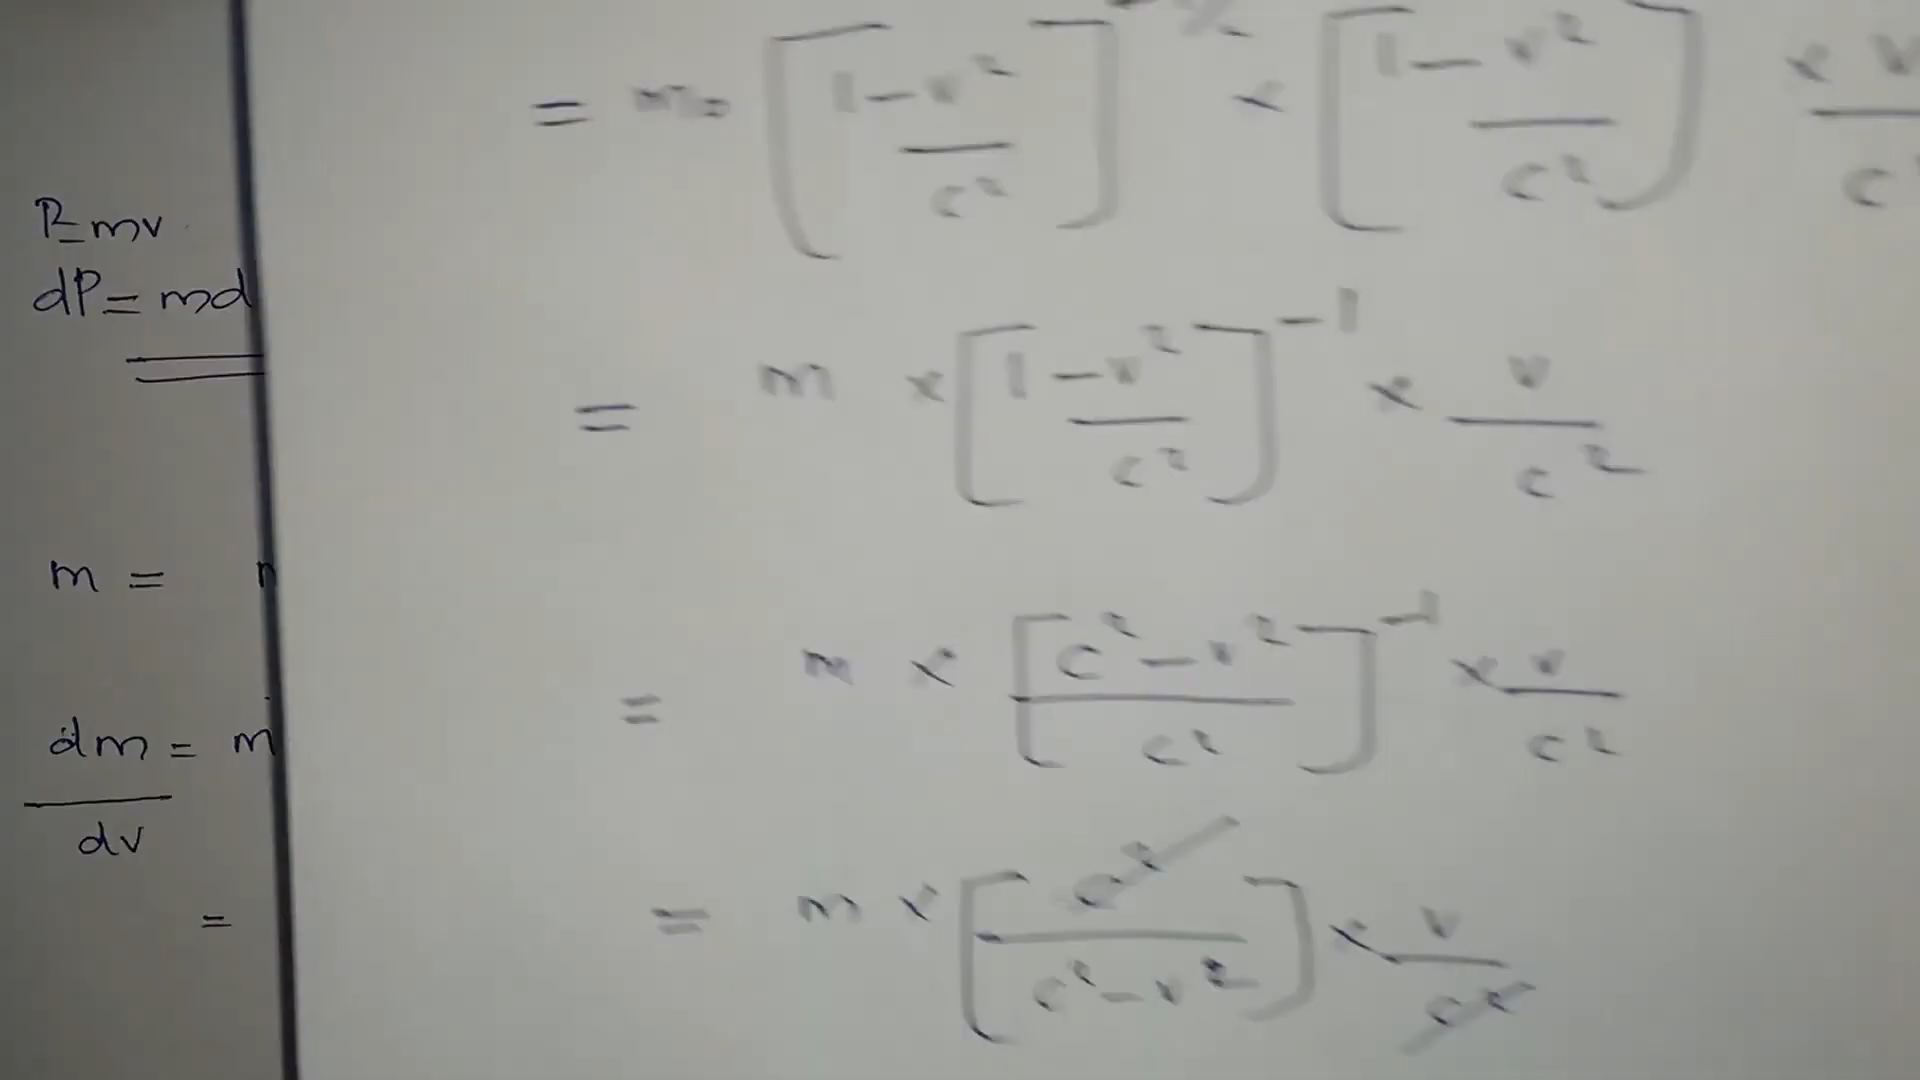 P=mv
dP=md
m =
dm = m
dv
=
= m₀ [1-v²/c²] × [1-v²/c²] × v/c
= m × [1-v²/c²]⁻¹ × v/c²
= m × [c²-v²/c²]⁻¹ × v/c²
= m × [c²/c²-v²] × v/c²